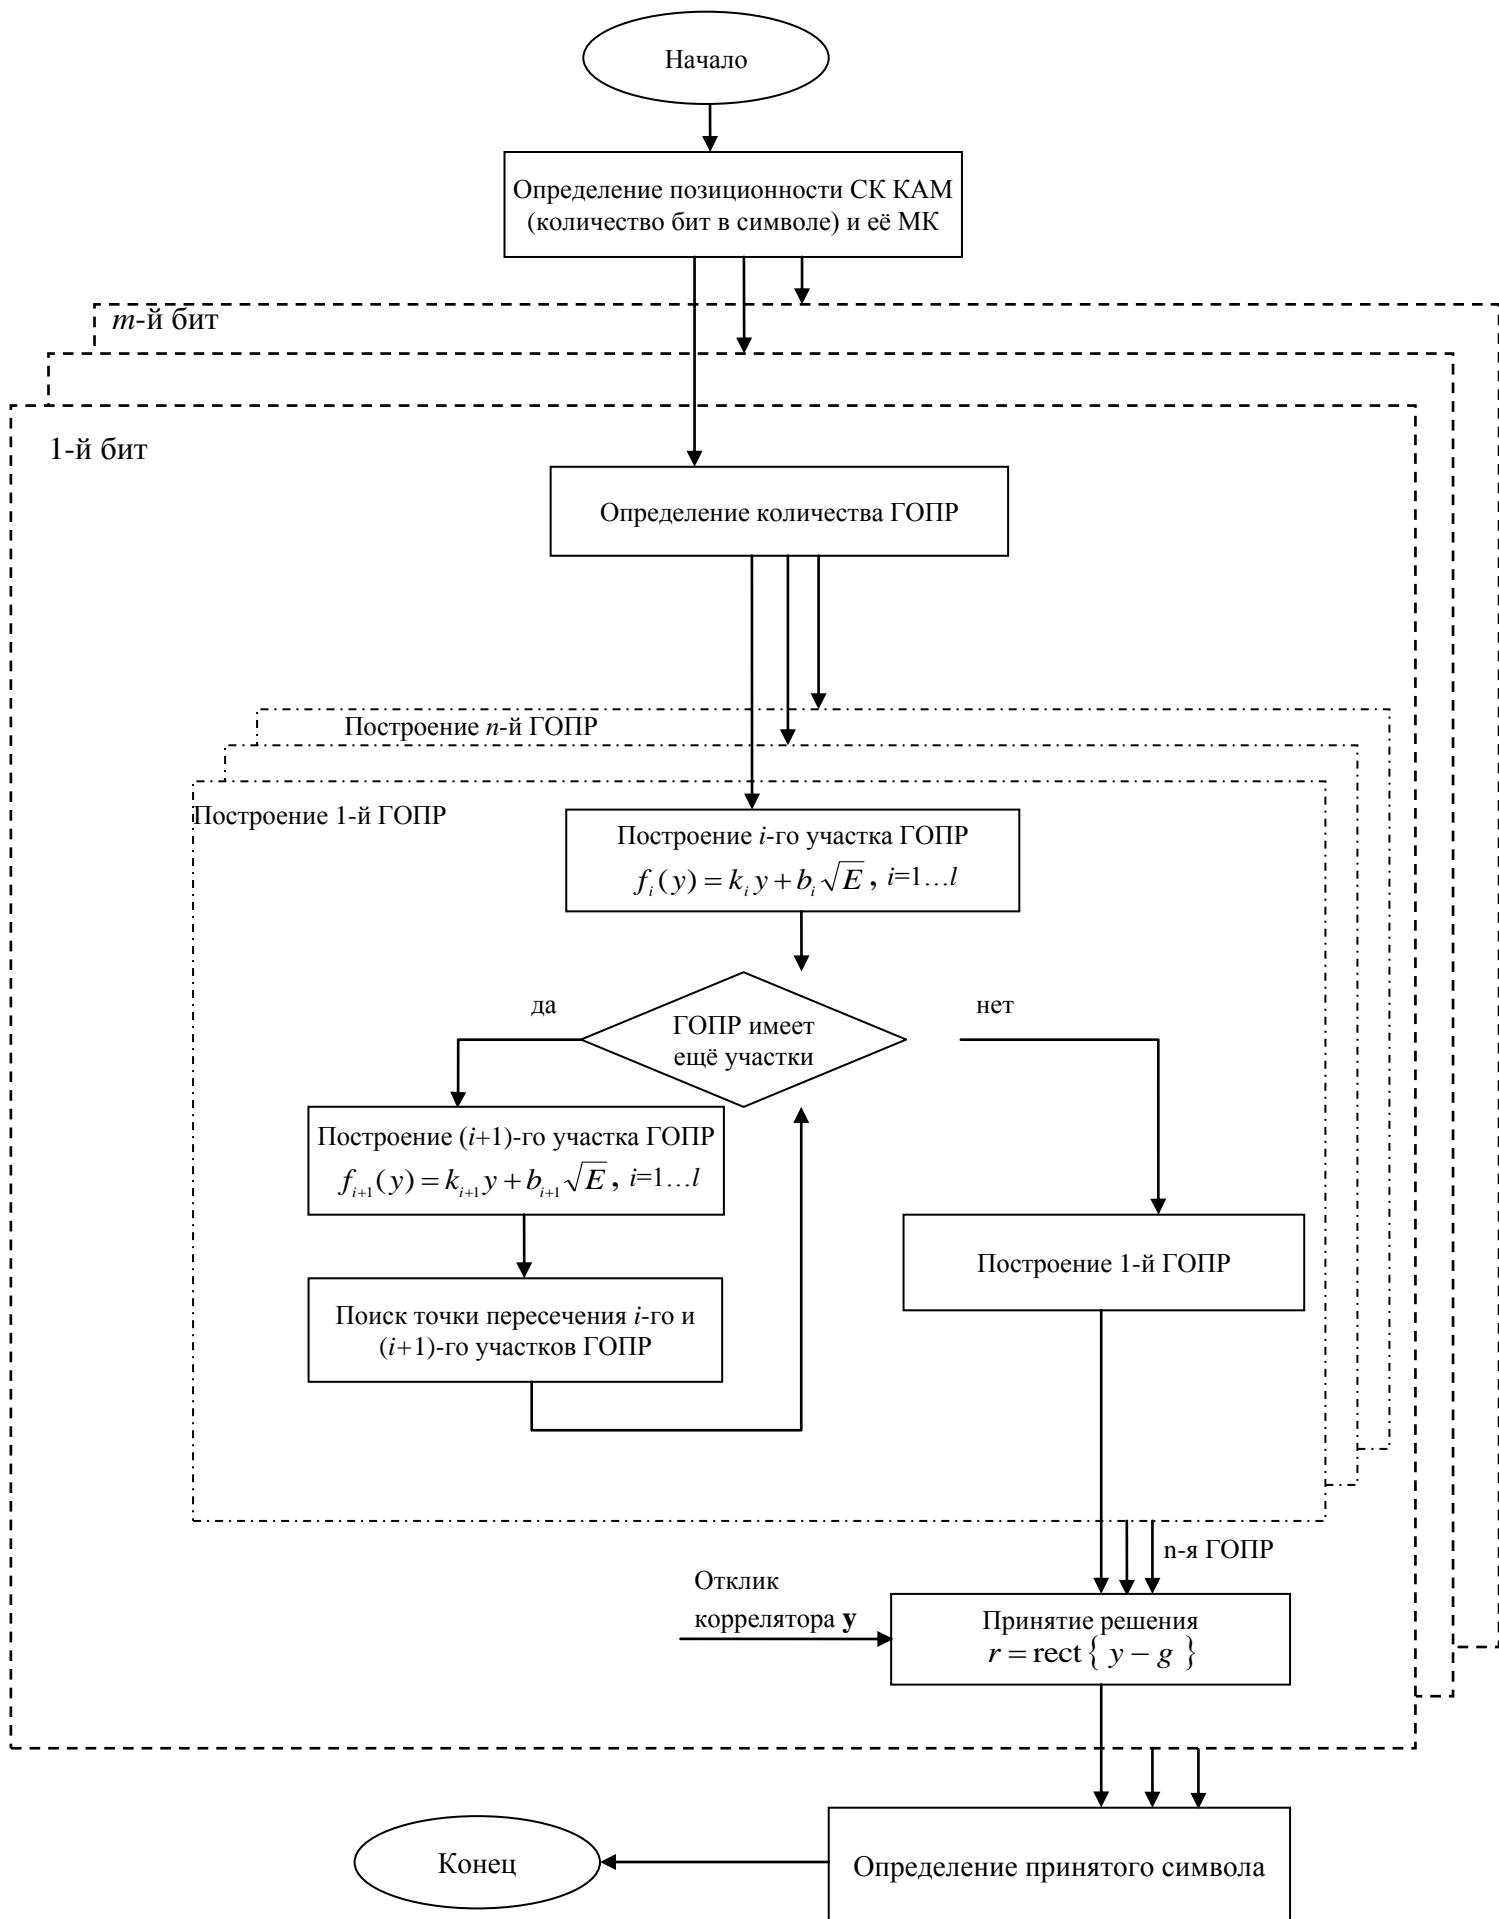 Начало
Определение позиционности СК КАМ
(количество бит в символе) и её МК
m-й бит
1-й бит
Определение количества ГОПР
Построение n-й ГОПР
Построение 1-й ГОПР
Построение i-го участка ГОПР
f_i(y) = k_i y + b_i √E, i=1…l
да
нет
ГОПР имеет
ещё участки
Построение (i+1)-го участка ГОПР
f_{i+1}(y) = k_{i+1} y + b_{i+1} √E, i=1…l
Построение 1-й ГОПР
Поиск точки пересечения i-го и
(i+1)-го участков ГОПР
n-я ГОПР
Отклик
коррелятора y
Принятие решения
r = rect{ y − g }
Конец
Определение принятого символа